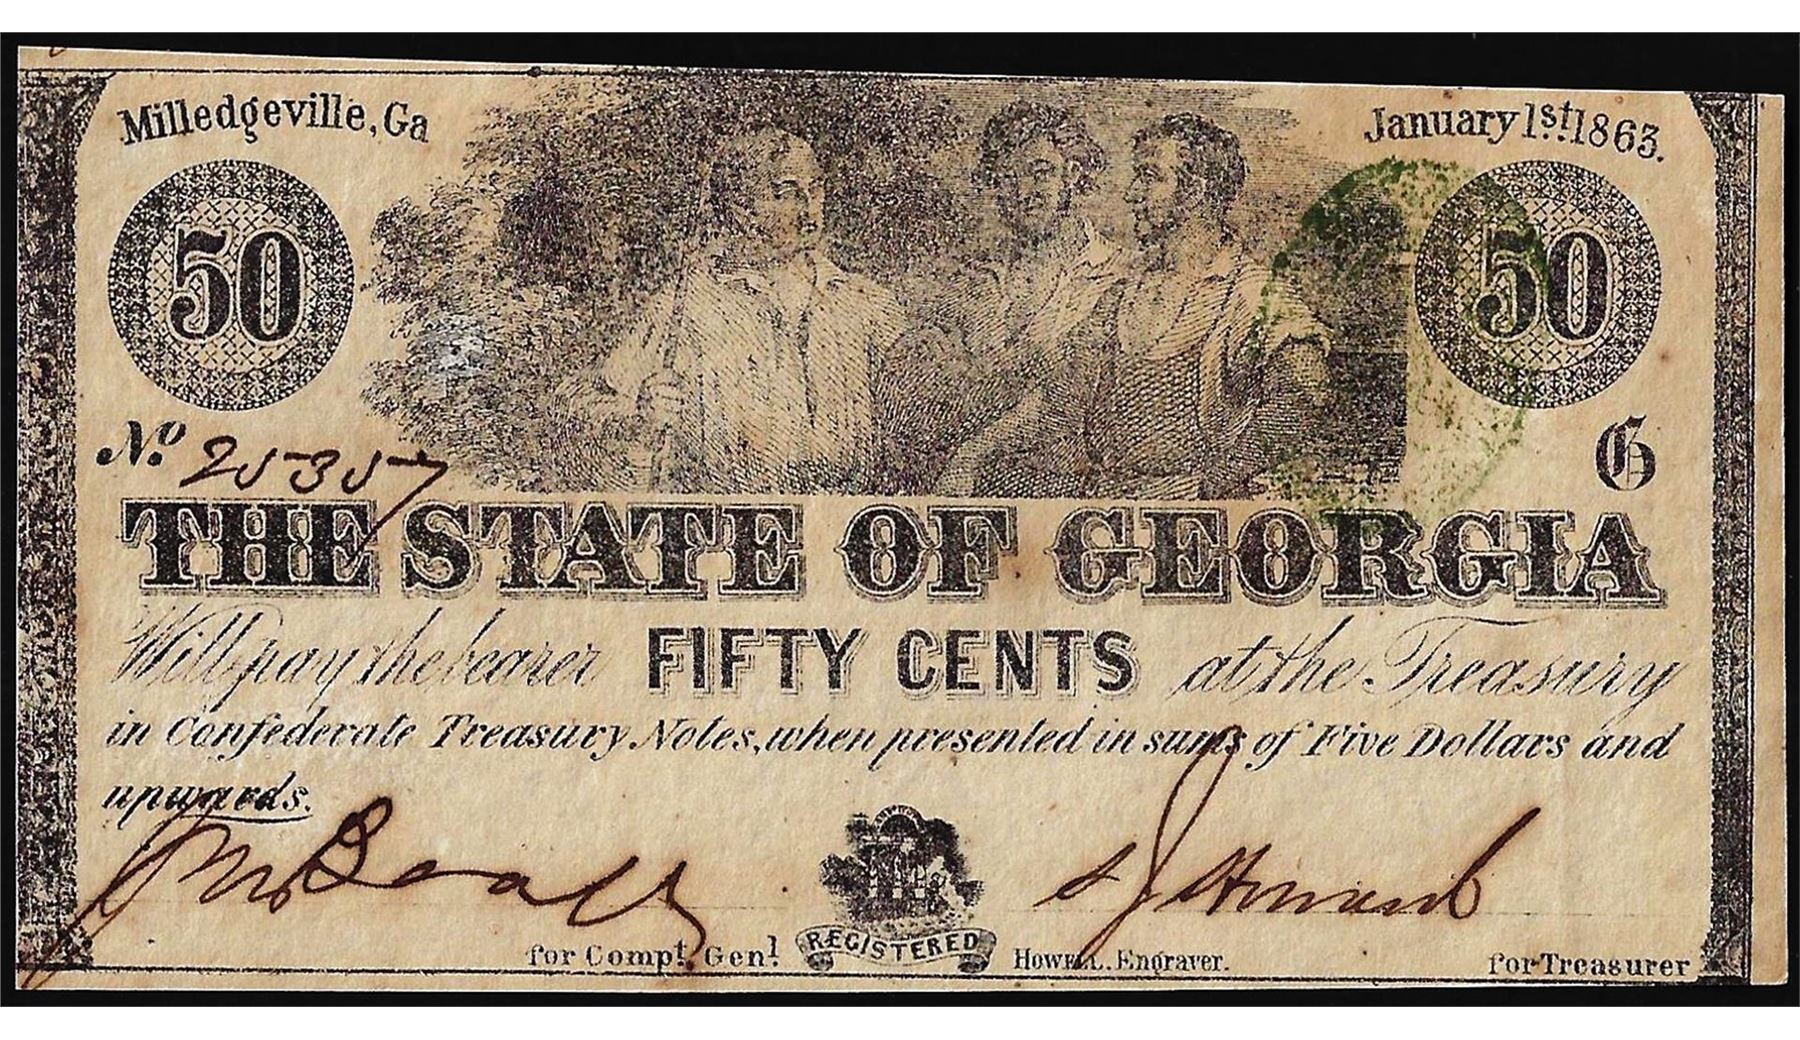 Milledgeville, Ga
January 1st. 1863.
50
50
No. 25357
G
THE STATE OF GEORGIA
Will pay the bearer FIFTY CENTS at the Treasury
in Confederate Treasury Notes, when presented in sums of Five Dollars and
upwards.
for Compt. Genl.
REGISTERED
HOWELL. Engraver.
for Treasurer